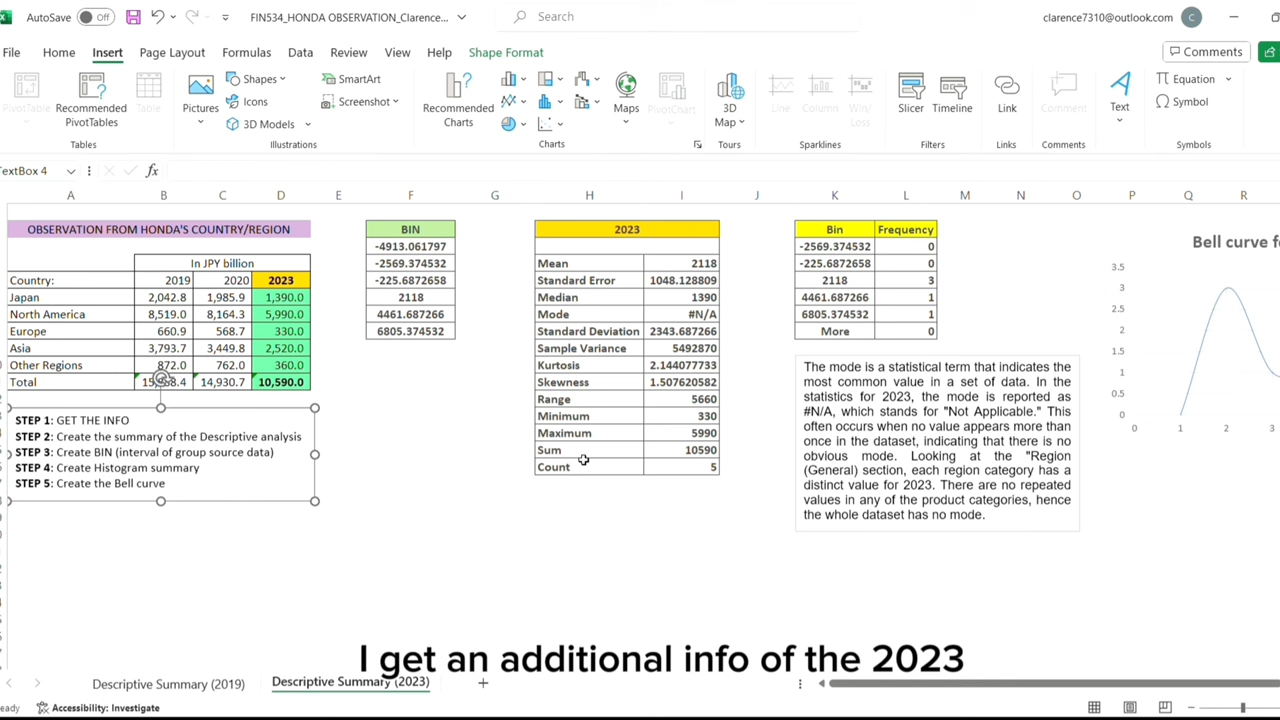 AutoSave Off FIN534_HONDA OBSERVATION_Clarence... Search clarence7310@outlook.com C
File Home Insert Page Layout Formulas Data Review View Help Shape Format Comments
PivotTable Recommended PivotTables Table Pictures Shapes Icons 3D Models SmartArt Screenshot Recommended Charts Maps PivotChart 3D Map Line Column Win/Loss Slicer Timeline Link Comment Text Equation Symbol
Tables Illustrations Charts Tours Sparklines Filters Links Comments Symbols
TextBox 4 fx
A B C D E F G H I J K L M N O P Q R
OBSERVATION FROM HONDA'S COUNTRY/REGION
In JPY billion
Country: 2019 2020 2023
Japan 2,042.8 1,985.9 1,390.0
North America 8,519.0 8,164.3 5,990.0
Europe 660.9 568.7 330.0
Asia 3,793.7 3,449.8 2,520.0
Other Regions 872.0 762.0 360.0
Total 14,930.7 10,590.0
STEP 1: GET THE INFO
STEP 2: Create the summary of the Descriptive analysis
STEP 3: Create BIN (interval of group source data)
STEP 4: Create Histogram summary
STEP 5: Create the Bell curve
BIN
-4913.061797
-2569.374532
-225.6872658
2118
4461.687266
6805.374532
2023
Mean 2118
Standard Error 1048.128809
Median 1390
Mode #N/A
Standard Deviation 2343.687266
Sample Variance 5492870
Kurtosis 2.144077733
Skewness 1.507620582
Range 5660
Minimum 330
Maximum 5990
Sum 10590
Count 5
Bin Frequency
-2569.374532 0
-225.6872658 0
2118 3
4461.687266 1
6805.374532 1
More 0
The mode is a statistical term that indicates the
most common value in a set of data. In the
statistics for 2023, the mode is reported as
#N/A, which stands for "Not Applicable." This
often occurs when no value appears more than
once in the dataset, indicating that there is no
obvious mode. Looking at the "Region
(General) section, each region category has a
distinct value for 2023. There are no repeated
values in any of the product categories, hence
the whole dataset has no mode.
Bell curve
3.5
3
2.5
2
1.5
1
0.5
0
0 1 2 3
I get an additional info of the 2023
Descriptive Summary (2019) Descriptive Summary (2023)
Accessibility: Investigate